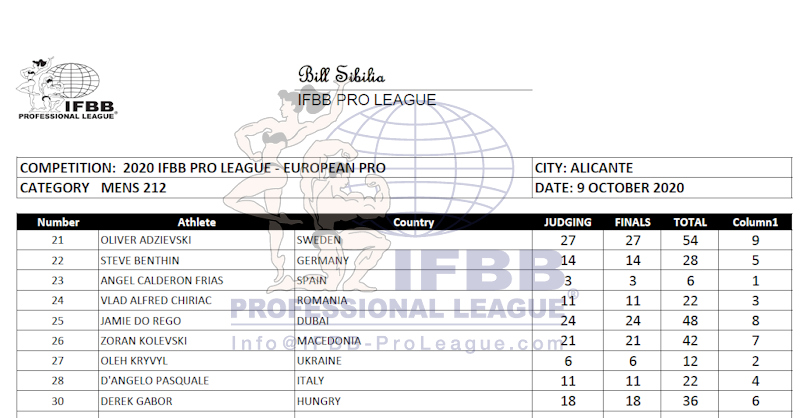 Bill Sibilia
IFBB PRO LEAGUE
IFBB
PROFESSIONAL LEAGUE®
COMPETITION: 2020 IFBB PRO LEAGUE - EUROPEAN PRO CITY: ALICANTE
CATEGORY MENS 212 DATE: 9 OCTOBER 2020
Number Athlete Country JUDGING FINALS TOTAL Column1
21 OLIVER ADZIEVSKI SWEDEN 27 27 54 9
22 STEVE BENTHIN GERMANY 14 14 28 5
23 ANGEL CALDERON FRIAS SPAIN 3 3 6 1
24 VLAD ALFRED CHIRIAC ROMANIA 11 11 22 3
25 JAMIE DO REGO DUBAI 24 24 48 8
26 ZORAN KOLEVSKI MACEDONIA 21 21 42 7
27 OLEH KRYVYL UKRAINE 6 6 12 2
28 D'ANGELO PASQUALE ITALY 11 11 22 4
30 DEREK GABOR HUNGRY 18 18 36 6
IFBB
PROFESSIONAL LEAGUE®
Info@IFBB-ProLeague.com